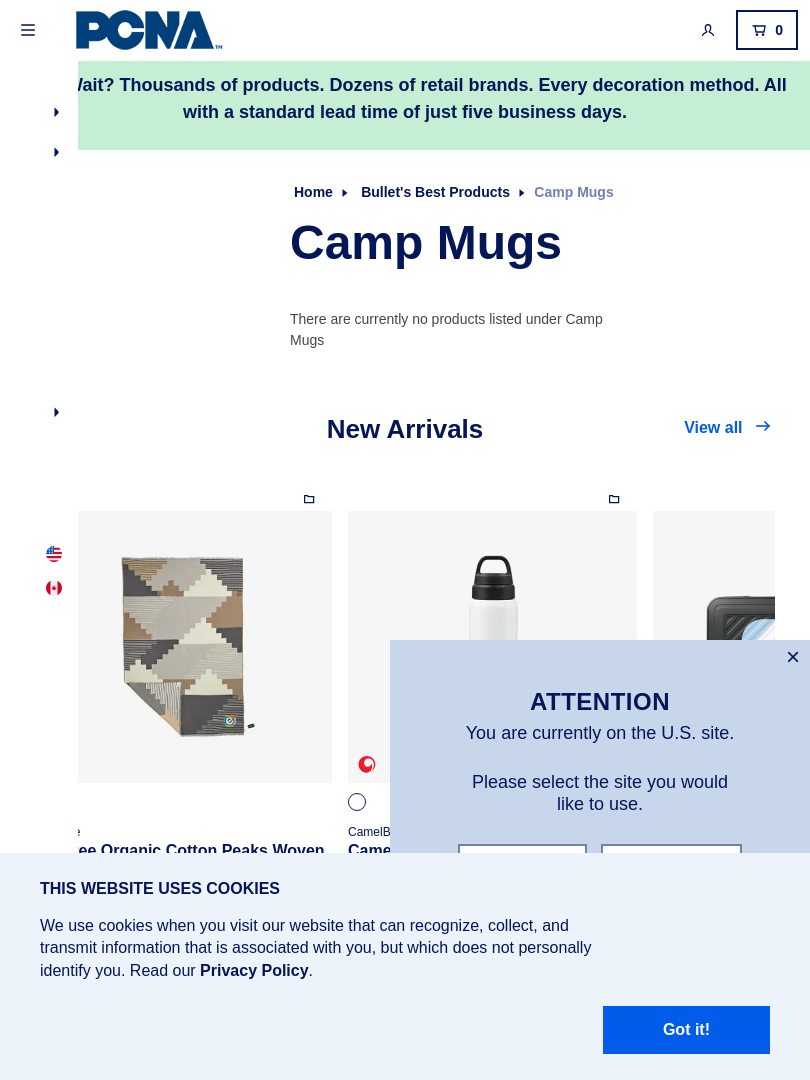 PCNA™
0
Wait? Thousands of products. Dozens of retail brands. Every decoration method. All
with a standard lead time of just five business days.
Home Bullet's Best Products Camp Mugs
Camp Mugs
There are currently no products listed under Camp
Mugs
New Arrivals
View all
ATTENTION
You are currently on the U.S. site.
Please select the site you would
like to use.
Organic Cotton Peaks Woven
THIS WEBSITE USES COOKIES
We use cookies when you visit our website that can recognize, collect, and
transmit information that is associated with you, but which does not personally
identify you. Read our Privacy Policy.
Got it!